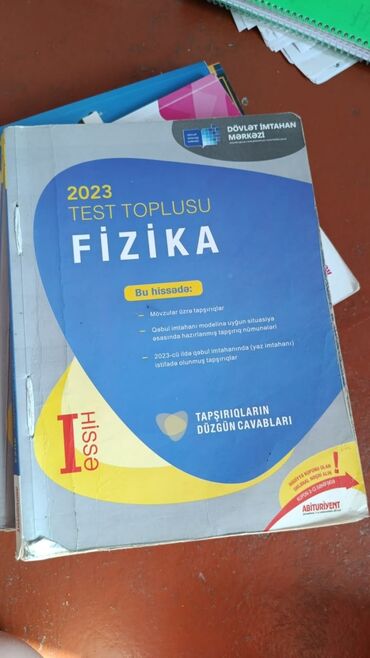 DÖVLƏT İMTAHAN
MƏRKƏZİ
2023
TEST TOPLUSU
FİZİKA
Bu hissədə:
Mövzular üzrə tapşırıqlar
Qəbul imtahanı modelinə uyğun situasiya
əsasında hazırlanmış tapşırıq nümunələri
2023-cü ildə qəbul imtahanında (yaz imtahanı)
istifadə olunmuş tapşırıqlar
I Hissə
TAPŞIRIQLARIN
DÜZGÜN CAVABLARI
ABITURIYENT